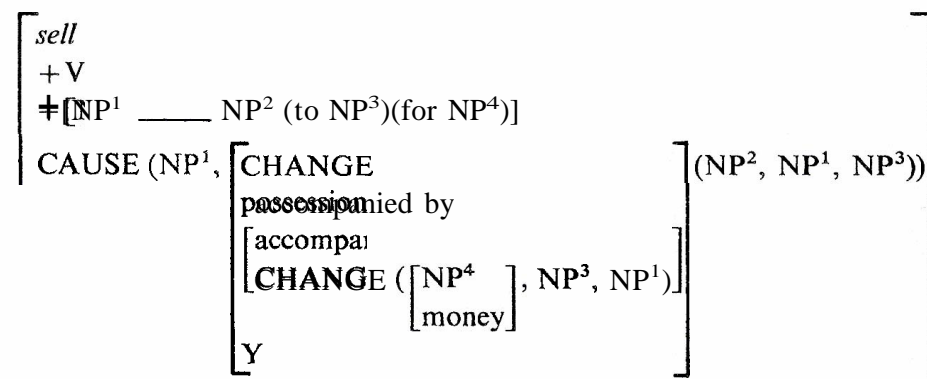 sell
+V
+[NP¹ ____ NP² (to NP³)(for NP⁴)]
CAUSE (NP¹, [CHANGE (NP², NP¹, NP³))
possession
accompanied by
CHANGE ([NP⁴ ], NP³, NP¹)]
money]
Y